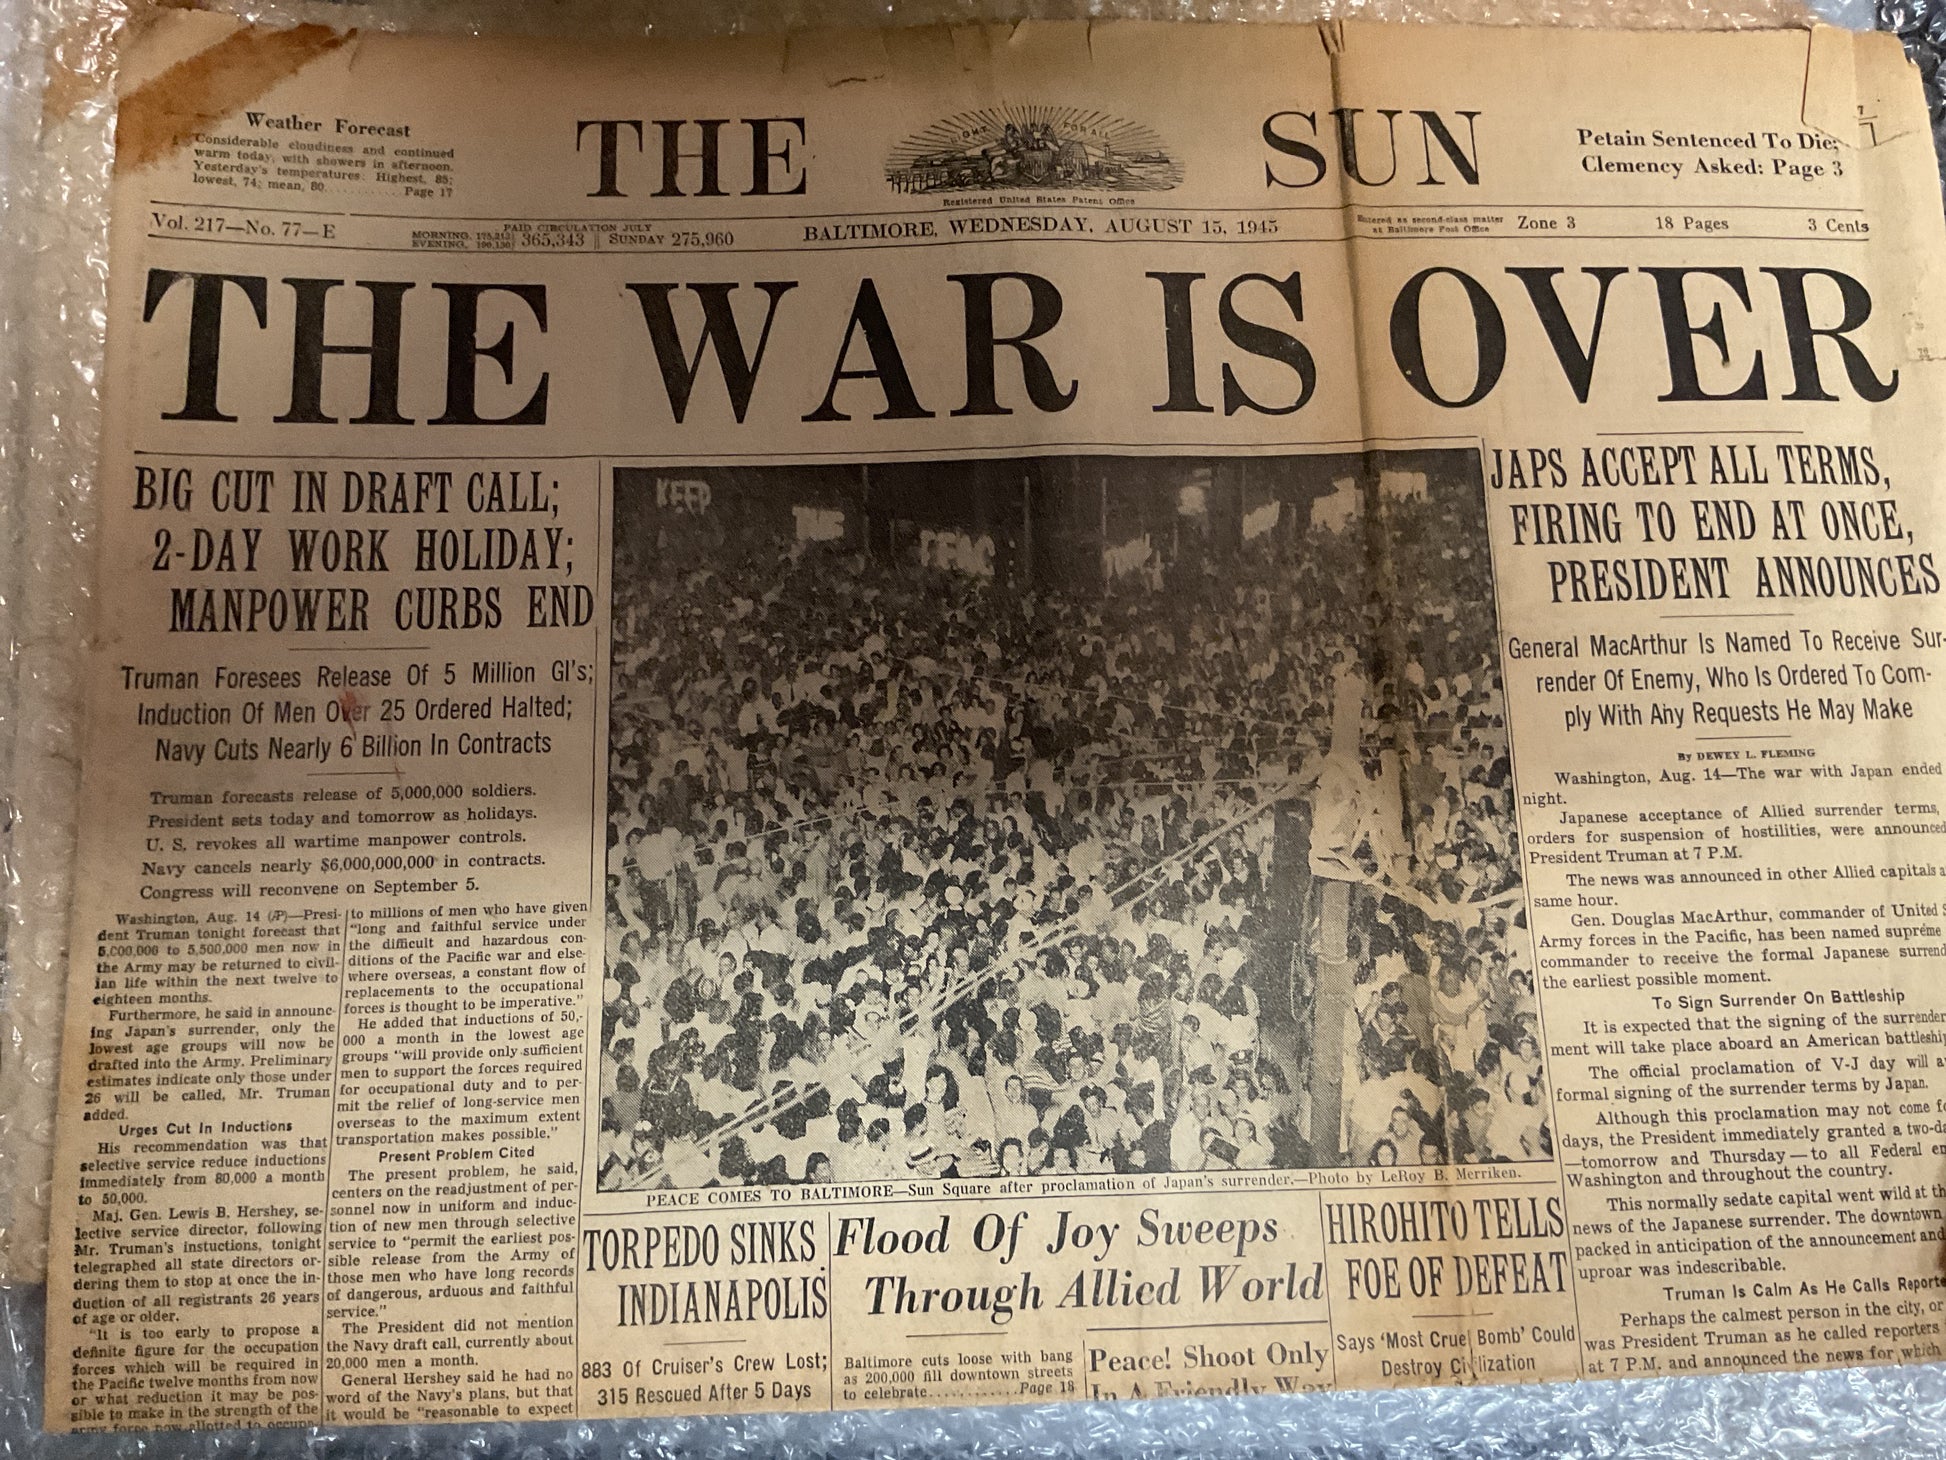 Weather Forecast
Considerable cloudiness and continued
warm today, with showers in afternoon.
Yesterday's temperatures: Highest, 85;
lowest, 74; mean, 80.......... Page 17
THE SUN
LIGHT FOR ALL
Registered United States Patent Office
Petain Sentenced To Die;
Clemency Asked: Page 3
Vol. 217—No. 77—E
PAID CIRCULATION JULY
MORNING,
EVENING,
365,343 || SUNDAY 275,960
BALTIMORE, WEDNESDAY, AUGUST 15, 1945
Entered as second-class matter
at Baltimore Post Office
Zone 3
18 Pages
3 Cents
THE WAR IS OVER
BIG CUT IN DRAFT CALL;
2-DAY WORK HOLIDAY;
MANPOWER CURBS END
Truman Foresees Release Of 5 Million GI's;
Induction Of Men Over 25 Ordered Halted;
Navy Cuts Nearly 6 Billion In Contracts
Truman forecasts release of 5,000,000 soldiers.
President sets today and tomorrow as holidays.
U. S. revokes all wartime manpower controls.
Navy cancels nearly $6,000,000,000 in contracts.
Congress will reconvene on September 5.
Washington, Aug. 14 (AP)—Presi-
dent Truman tonight forecast that
5,000,000 to 5,500,000 men now in
the Army may be returned to civil-
ian life within the next twelve to
eighteen months.
Furthermore, he said in announc-
ing Japan's surrender, only the
lowest age groups will now be
drafted into the Army. Preliminary
estimates indicate only those under
26 will be called, Mr. Truman
added.
Urges Cut In Inductions
His recommendation was that
selective service reduce inductions
immediately from 80,000 a month
to 50,000.
Maj. Gen. Lewis B. Hershey, se-
lective service director, following
Mr. Truman's instuctions, tonight
telegraphed all state directors or-
dering them to stop at once the in-
duction of all registrants 26 years
of age or older.
"It is too early to propose a
definite figure for the occupation
forces which will be required in
the Pacific twelve months from now
or what reduction it may be pos-
sible to make in the strength of the
army force now allotted to occupa-
to millions of men who have given
"long and faithful service under
the difficult and hazardous con-
ditions of the Pacific war and else-
where overseas, a constant flow of
replacements to the occupational
forces is thought to be imperative."
He added that inductions of 50,-
000 a month in the lowest age
groups "will provide only sufficient
men to support the forces required
for occupational duty and to per-
mit the relief of long-service men
overseas to the maximum extent
transportation makes possible."
Present Problem Cited
The present problem, he said,
centers on the readjustment of per-
sonnel now in uniform and induc-
tion of new men through selective
service to "permit the earliest pos-
sible release from the Army of
those men who have long records
of dangerous, arduous and faithful
service."
The President did not mention
the Navy draft call, currently about
20,000 men a month.
General Hershey said he had no
word of the Navy's plans, but that
it would be "reasonable to expect
KEEP
PEACE COMES TO BALTIMORE—Sun Square after proclamation of Japan's surrender.—Photo by LeRoy B. Merriken.
TORPEDO SINKS
INDIANAPOLIS
883 Of Cruiser's Crew Lost;
315 Rescued After 5 Days
Flood Of Joy Sweeps
Through Allied World
Baltimore cuts loose with bang
as 200,000 fill downtown streets
to celebrate............Page 18
Peace! Shoot Only
In A Friendly Way
HIROHITO TELLS
FOE OF DEFEAT
Says 'Most Cruel Bomb' Could
Destroy Civilization
JAPS ACCEPT ALL TERMS,
FIRING TO END AT ONCE,
PRESIDENT ANNOUNCES
General MacArthur Is Named To Receive Sur-
render Of Enemy, Who Is Ordered To Com-
ply With Any Requests He May Make
By DEWEY L. FLEMING
Washington, Aug. 14—The war with Japan ended
night.
Japanese acceptance of Allied surrender terms,
orders for suspension of hostilities, were announced
President Truman at 7 P.M.
The news was announced in other Allied capitals a
same hour.
Gen. Douglas MacArthur, commander of United S
Army forces in the Pacific, has been named supreme
commander to receive the formal Japanese surrend
the earliest possible moment.
To Sign Surrender On Battleship
It is expected that the signing of the surrender
ment will take place aboard an American battleship
The official proclamation of V-J day will a
formal signing of the surrender terms by Japan.
Although this proclamation may not come fo
days, the President immediately granted a two-da
—tomorrow and Thursday—to all Federal em
Washington and throughout the country.
This normally sedate capital went wild at th
news of the Japanese surrender. The downtown
packed in anticipation of the announcement and
uproar was indescribable.
Truman Is Calm As He Calls Reporte
Perhaps the calmest person in the city, or
was President Truman as he called reporters
at 7 P.M. and announced the news for which